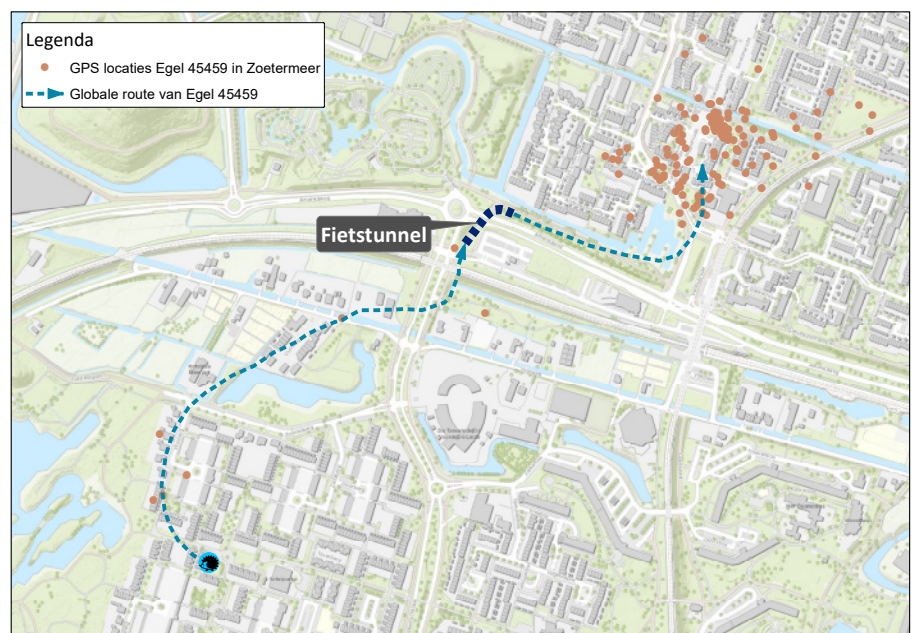 Legenda
GPS locaties Egel 45459 in Zoetermeer
Globale route van Egel 45459
Fietstunnel